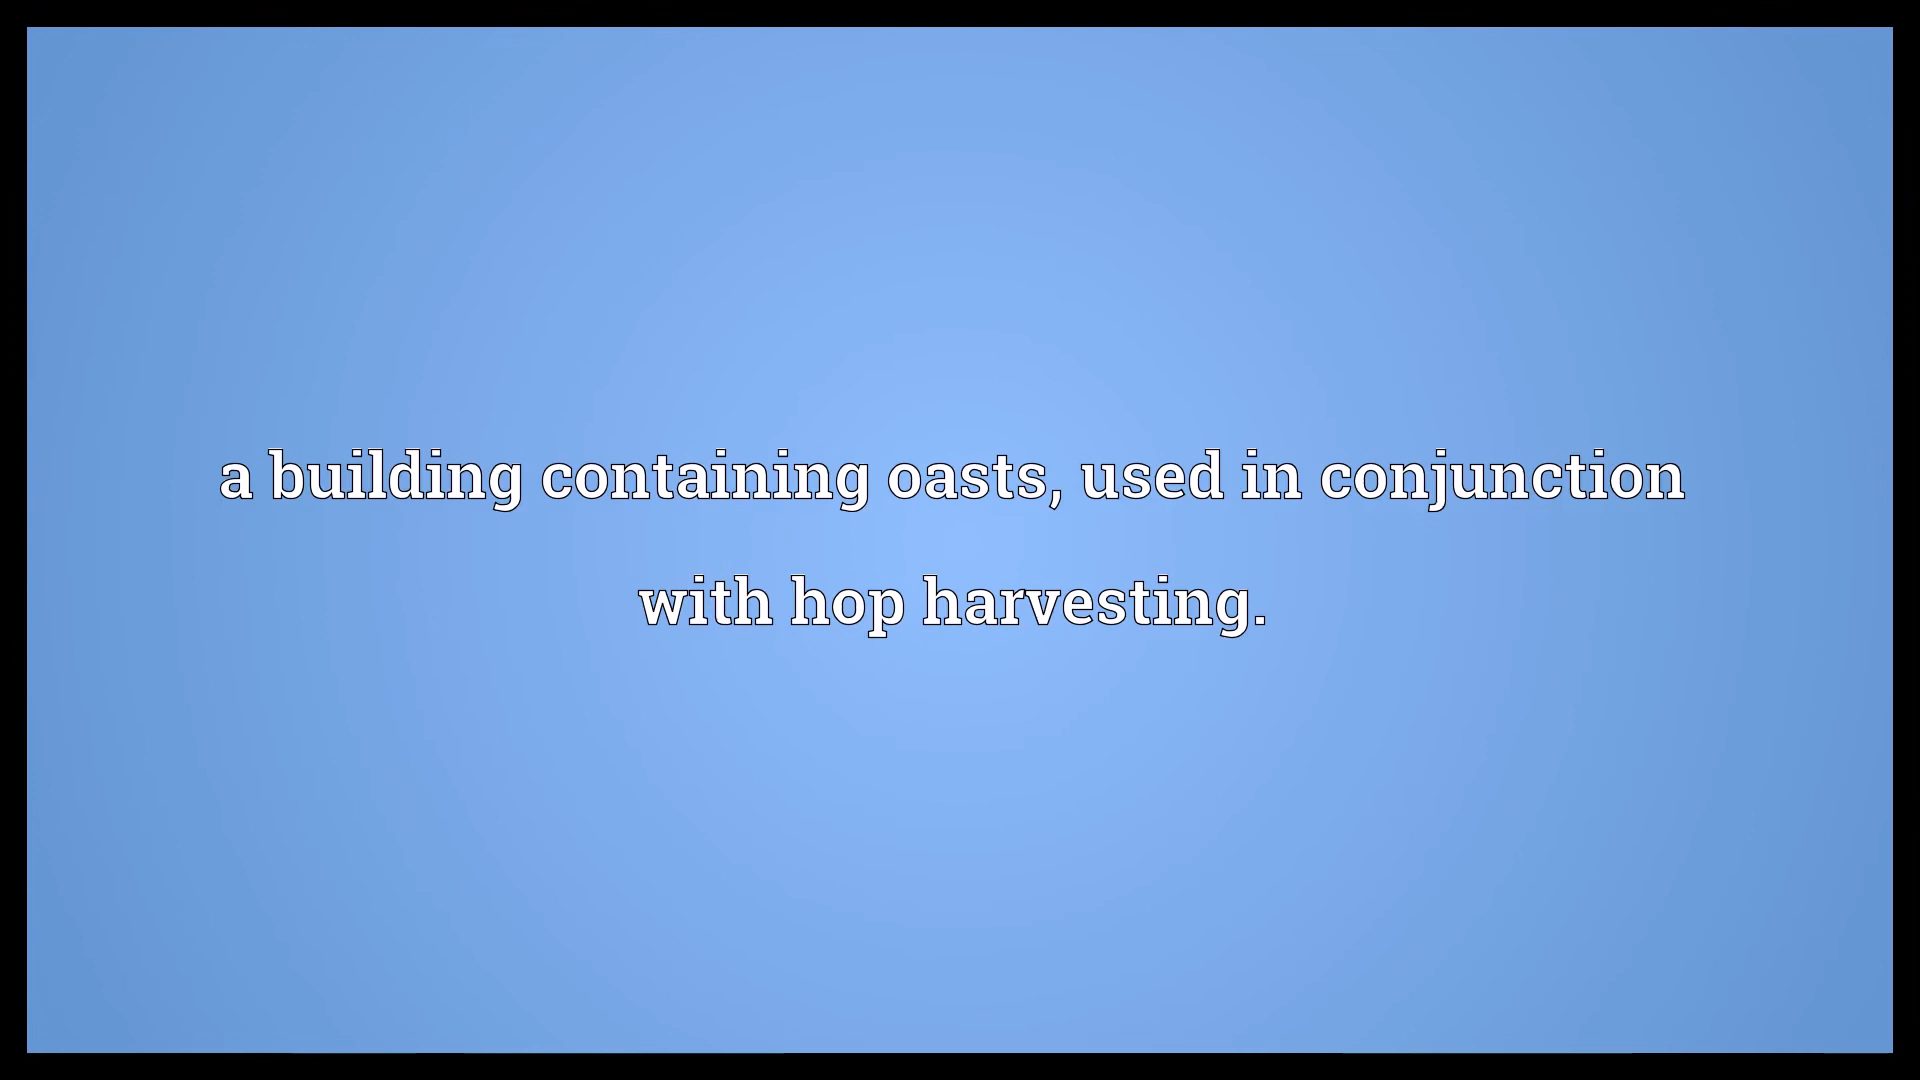 a building containing oasts, used in conjunction
with hop harvesting.